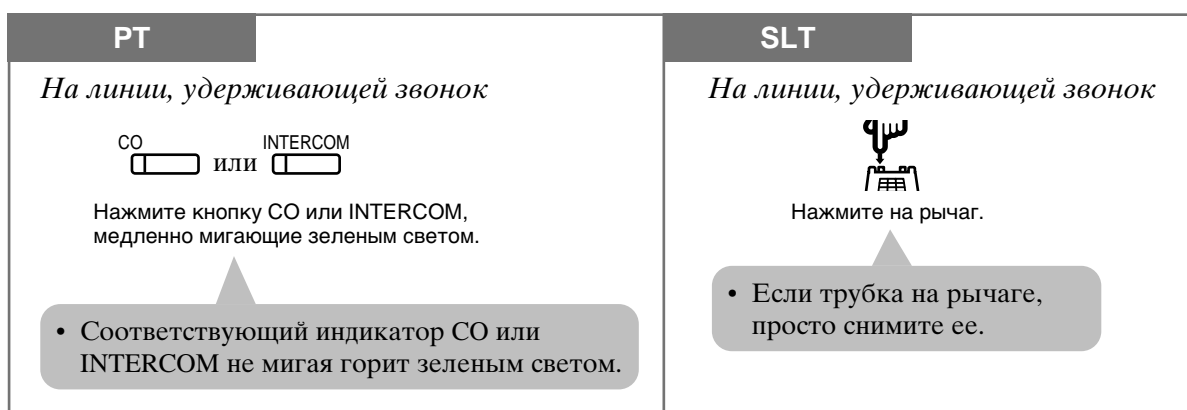 PT
На линии, удерживающей звонок
CO
INTERCOM
или
Нажмите кнопку CO или INTERCOM,
медленно мигающие зеленым светом.
• Соответствующий индикатор CO или
INTERCOM не мигая горит зеленым светом.
SLT
На линии, удерживающей звонок
Нажмите на рычаг.
• Если трубка на рычаге,
просто снимите ее.